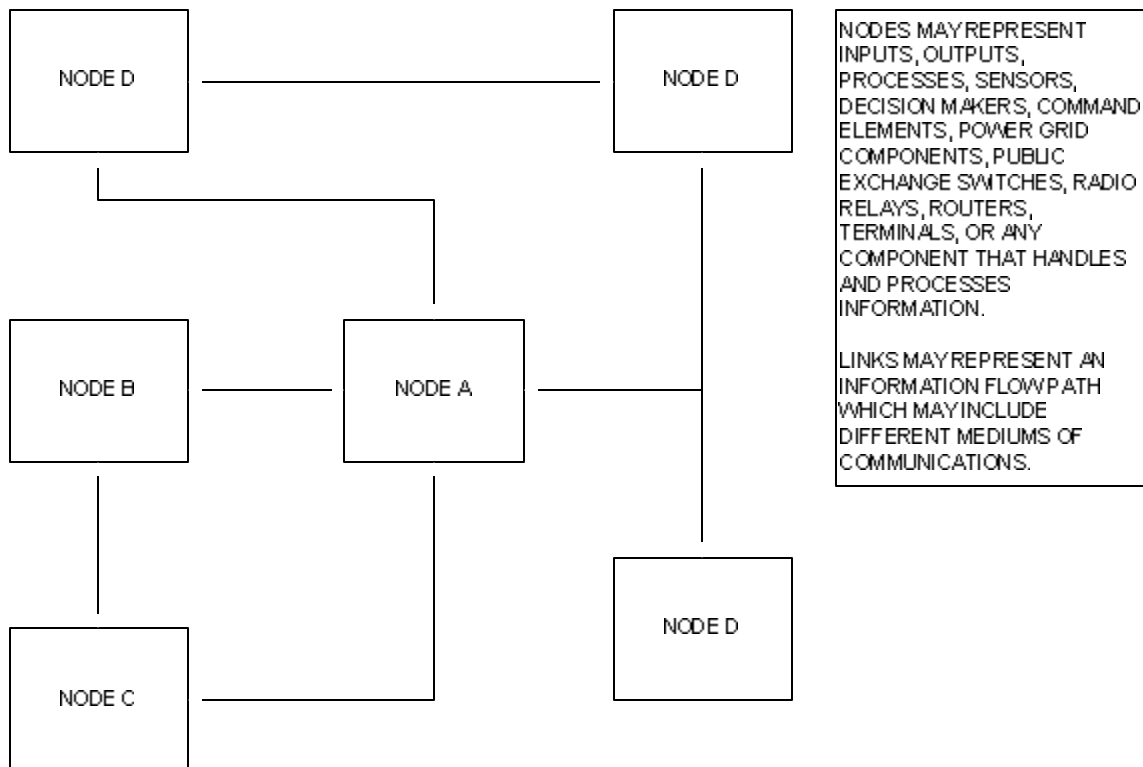 NODE D
NODE D
NODE B
NODE A
NODE D
NODE C
NODES MAY REPRESENT
INPUTS, OUTPUTS,
PROCESSES, SENSORS,
DECISION MAKERS, COMMAND
ELEMENTS, POWER GRID
COMPONENTS, PUBLIC
EXCHANGE SWITCHES, RADIO
RELAYS, ROUTERS,
TERMINALS, OR ANY
COMPONENT THAT HANDLES
AND PROCESSES
INFORMATION.
LINKS MAY REPRESENT AN
INFORMATION FLOW PATH
WHICH MAY INCLUDE
DIFFERENT MEDIUMS OF
COMMUNICATIONS.